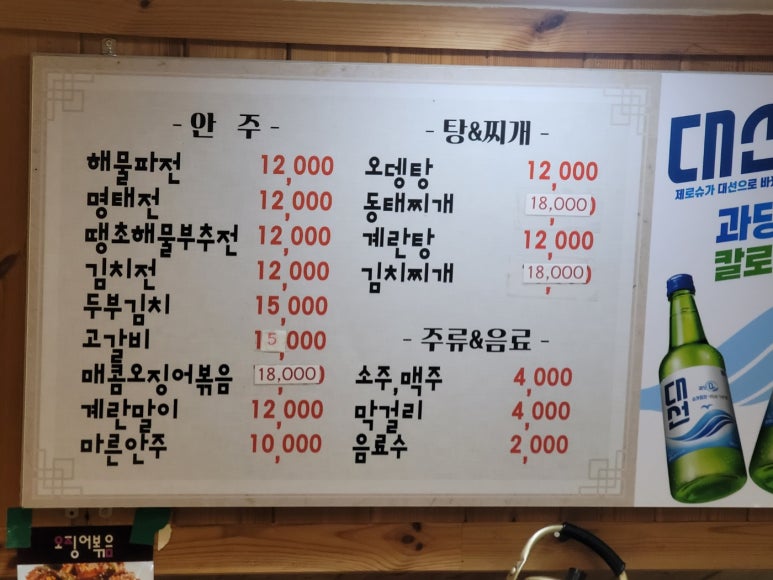 - 안 주 -
해물파전 12,000
명태전 12,000
땡초해물부추전 12,000
김치전 12,000
두부김치 15,000
고갈비 15,000
매콤오징어볶음 18,000)
계란말이 12,000
마른안주 10,000
- 탕&찌개 -
오뎅탕 12,000
동태찌개 18,000)
계란탕 12,000
김치찌개 18,000)
- 주류&음료 -
소주,맥주 4,000
막걸리 4,000
음료수 2,000
대선
제로슈가 대선으로
과당
칼로
대선
오징어볶음